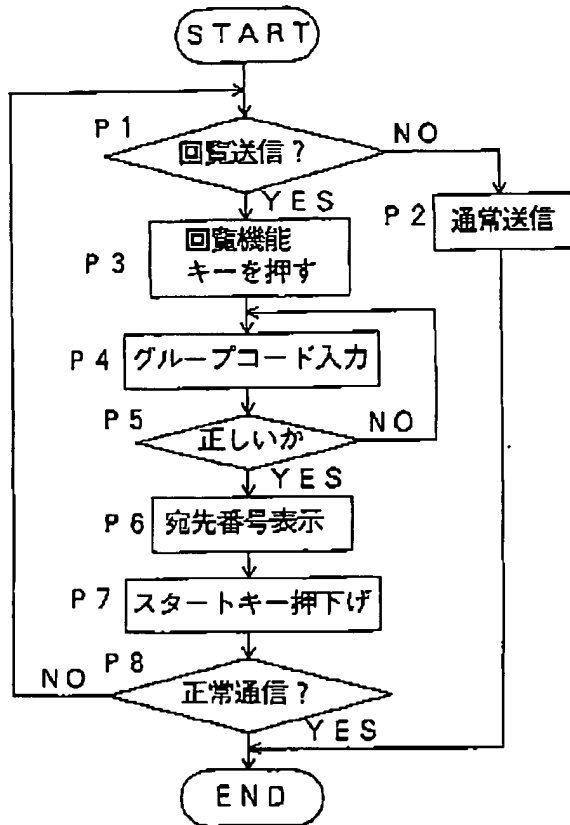 START
P1
回覧送信?
NO
YES
P2
通常送信
P3
回覧機能
キーを押す
P4
グループコード入力
P5
正しいか
NO
YES
P6
宛先番号表示
P7
スタートキー押下げ
P8
正常通信?
NO
YES
END